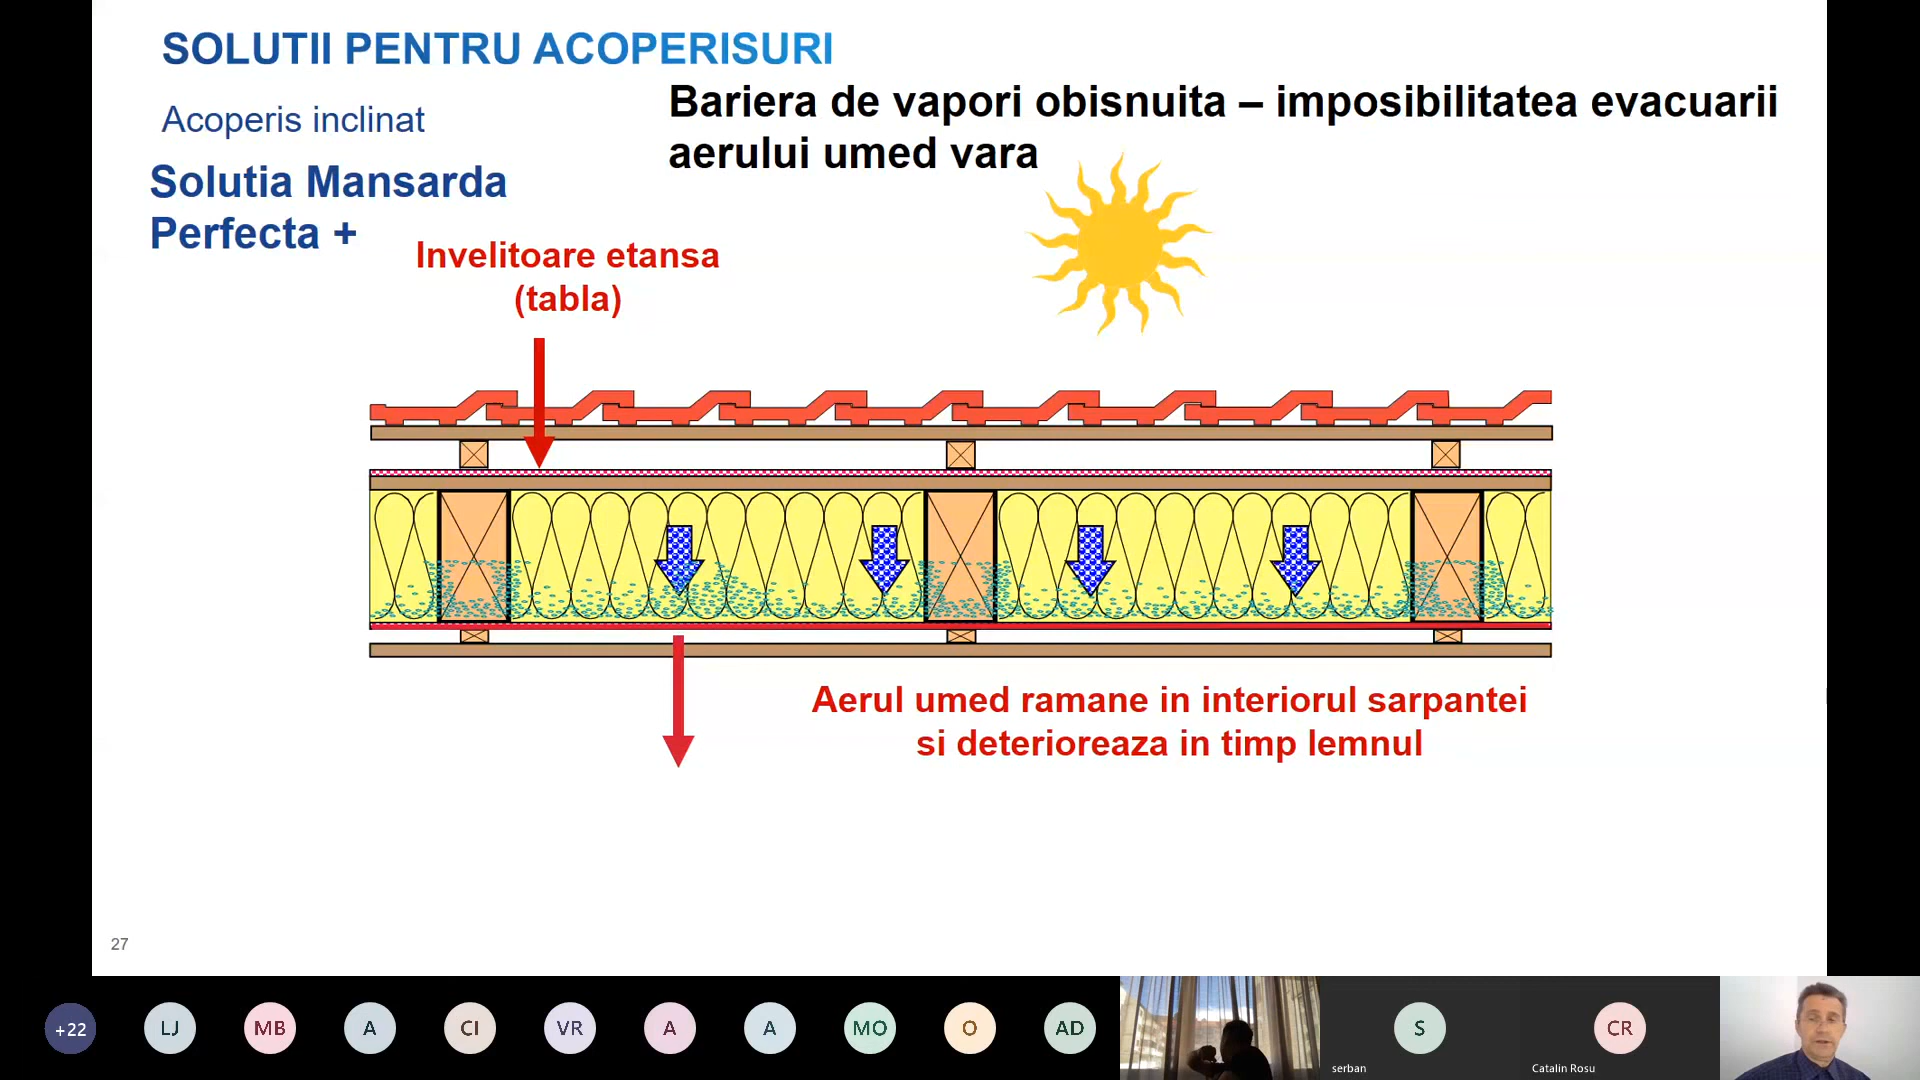 SOLUTII PENTRU ACOPERISURI
Acoperis inclinat
Solutia Mansarda
Perfecta +
Bariera de vapori obisnuita – imposibilitatea evacuarii
aerului umed vara
Invelitoare etansa
(tabla)
Aerul umed ramane in interiorul sarpantei
si deterioreaza in timp lemnul
27
+22
LJ
MB
A
CI
VR
A
A
MO
O
AD
S
serban
CR
Catalin Rosu